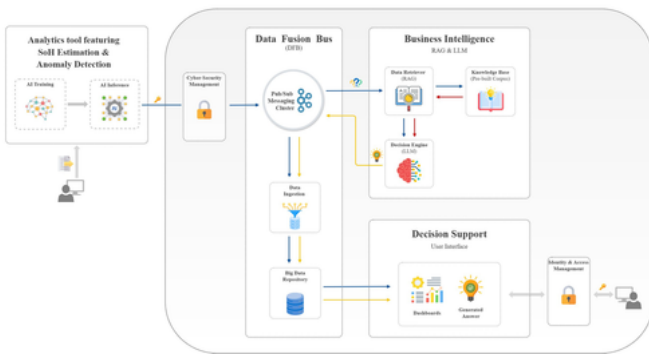 Analytics tool featuring
SoH Estimation &
Anomaly Detection
AI Training
AI Inference
Cyber Security
Management
Data Fusion Bus
(DFB)
Pub/Sub
Messaging
Cluster
Data
Ingestion
Big Data
Repository
Business Intelligence
RAG & LLM
Data Retriever
(RAG)
Knowledge Base
(Pre-built Corpus)
Decision Engine
(LLM)
Decision Support
User Interface
Dashboards
Generated
Answer
Identity & Access
Management